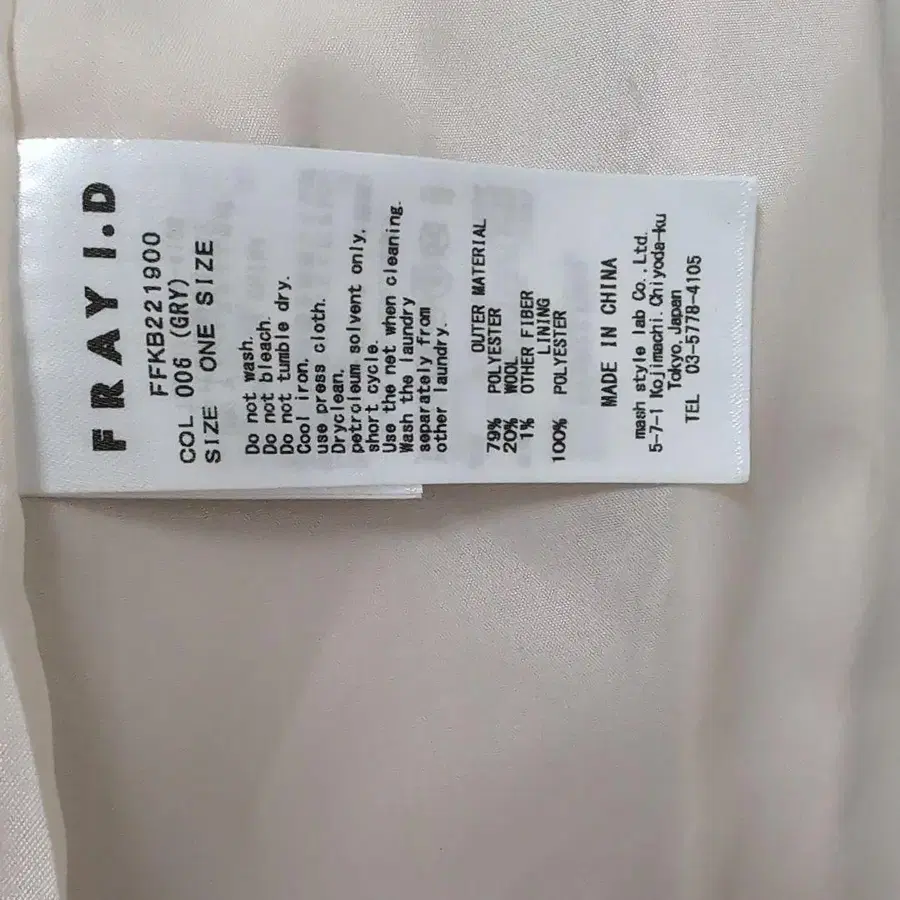 FRAY I.D
FFKB221900
COL 006 (GRY)
SIZE ONE SIZE
Do not wash.
Do not bleach.
Do not tumble dry.
Cool iron,
use press cloth.
Dryclean,
petroleum solvent only,
short cycle.
Use the net when cleaning.
Wash the laundry
separately from
other laundry.
OUTER MATERIAL
79% POLYESTER
20% WOOL
1% OTHER FIBER
LINING
100% POLYESTER
MADE IN CHINA
mash style lab Co.,Ltd.
5-7-1 Kojimachi.Chiyoda-ku
Tokyo,Japan
TEL 03-5778-4105